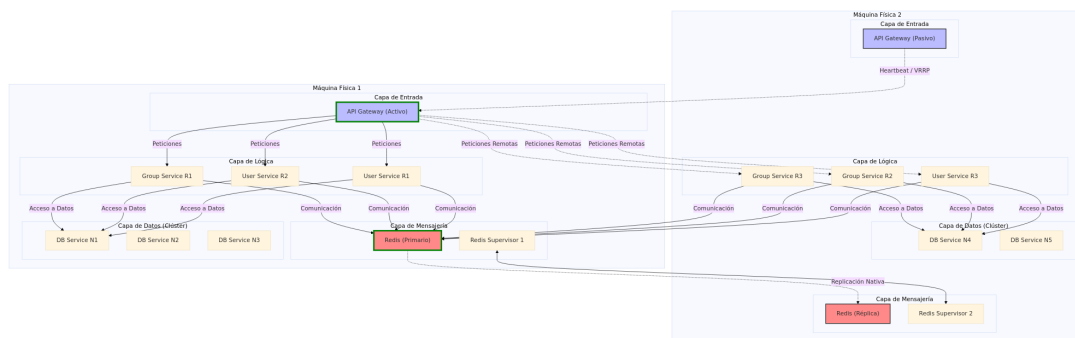 Máquina Física 2
Capa de Entrada
API Gateway (Pasivo)
Heartbeat / VRRP
Máquina Física 1
Capa de Entrada
API Gateway (Activo)
Peticiones
Peticiones
Peticiones
Peticiones Remotas
Peticiones Remotas
Peticiones Remotas
Capa de Lógica
Group Service R1
User Service R2
User Service R1
Capa de Lógica
Group Service R3
Group Service R2
User Service R3
Acceso a Datos
Acceso a Datos
Acceso a Datos
Comunicación
Comunicación
Comunicación
Comunicación
Comunicación
Comunicación
Acceso a Datos
Acceso a Datos
Acceso a Datos
Capa de Datos (Clúster)
DB Service N1
DB Service N2
DB Service N3
Capa de Mensajería
Redis (Primario)
Redis Supervisor 1
Capa de Datos (Clúster)
DB Service N4
DB Service N5
Replicación Nativa
Capa de Mensajería
Redis (Réplica)
Redis Supervisor 2